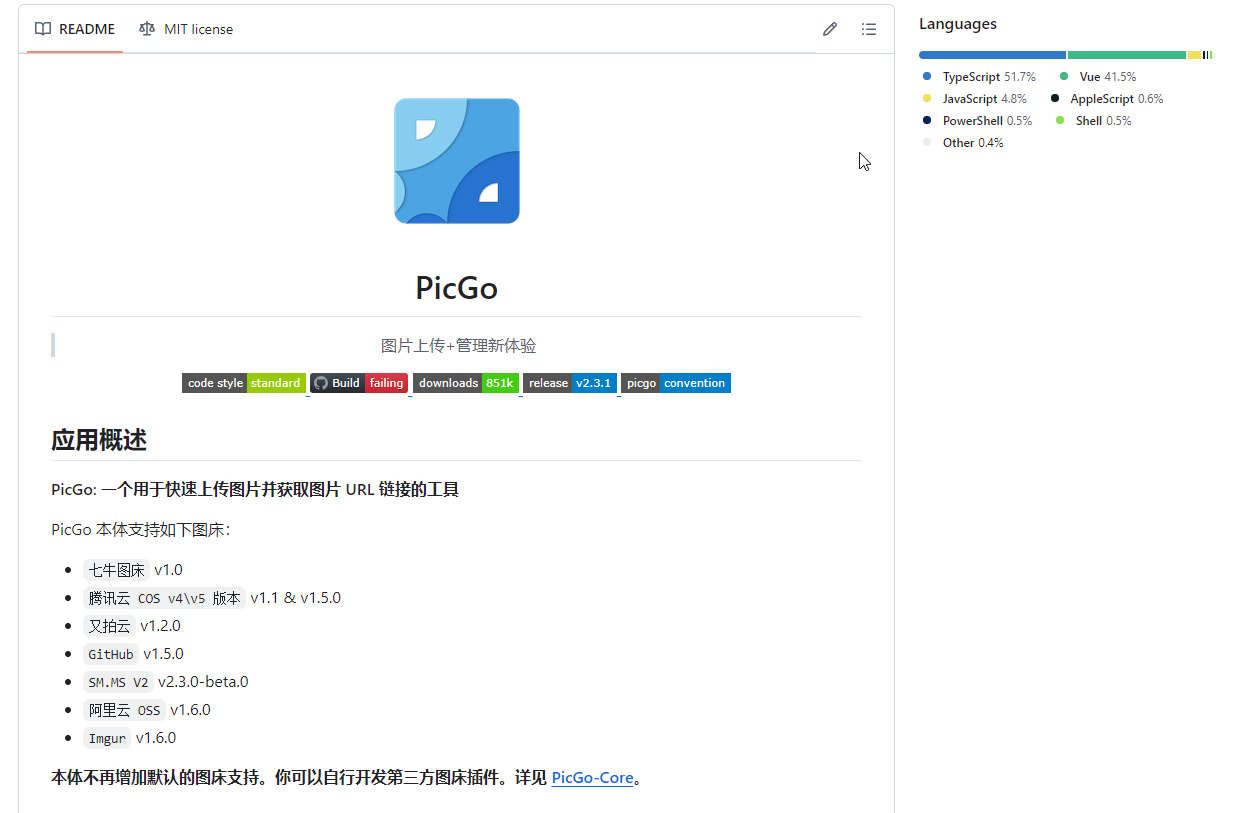 README MIT license
PicGo
图片上传+管理新体验
code style standard Build failing downloads 851k release v2.3.1 picgo convention
应用概述
PicGo: 一个用于快速上传图片并获取图片 URL 链接的工具
PicGo 本体支持如下图床：
七牛图床 v1.0
腾讯云 COS v4\v5 版本 v1.1 & v1.5.0
又拍云 v1.2.0
GitHub v1.5.0
SM.MS V2 v2.3.0-beta.0
阿里云 OSS v1.6.0
Imgur v1.6.0
本体不再增加默认的图床支持。你可以自行开发第三方图床插件。详见 PicGo-Core。
Languages
TypeScript 51.7% Vue 41.5%
JavaScript 4.8% AppleScript 0.6%
PowerShell 0.5% Shell 0.5%
Other 0.4%